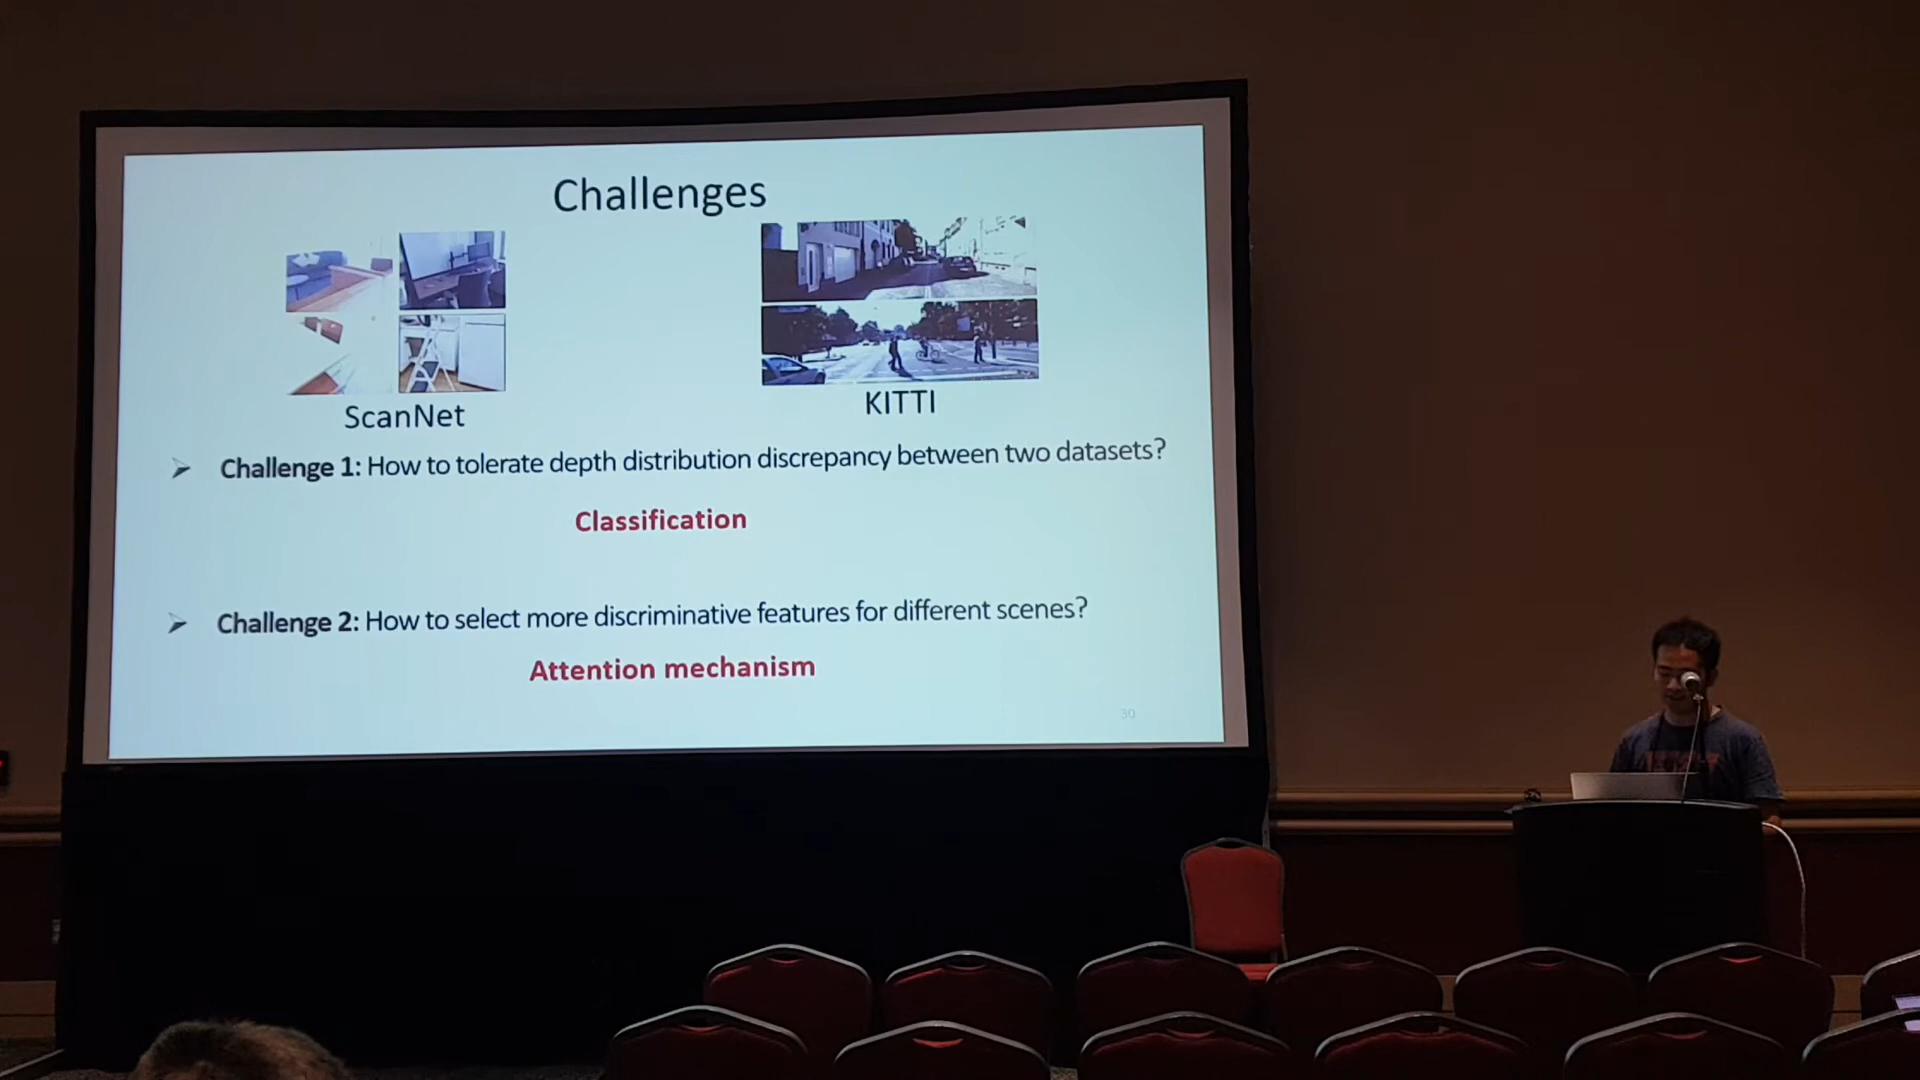 Challenges
ScanNet
KITTI
➢ Challenge 1: How to tolerate depth distribution discrepancy between two datasets?
Classification
➢ Challenge 2: How to select more discriminative features for different scenes?
Attention mechanism
30